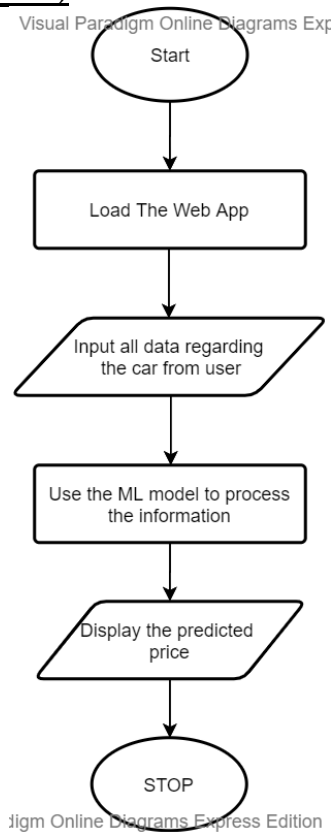 Visual Paradigm Online Diagrams Exp
Start
Load The Web App
Input all data regarding
the car from user
Use the ML model to process
the information
Display the predicted
price
STOP
digm Online Diagrams Express Edition